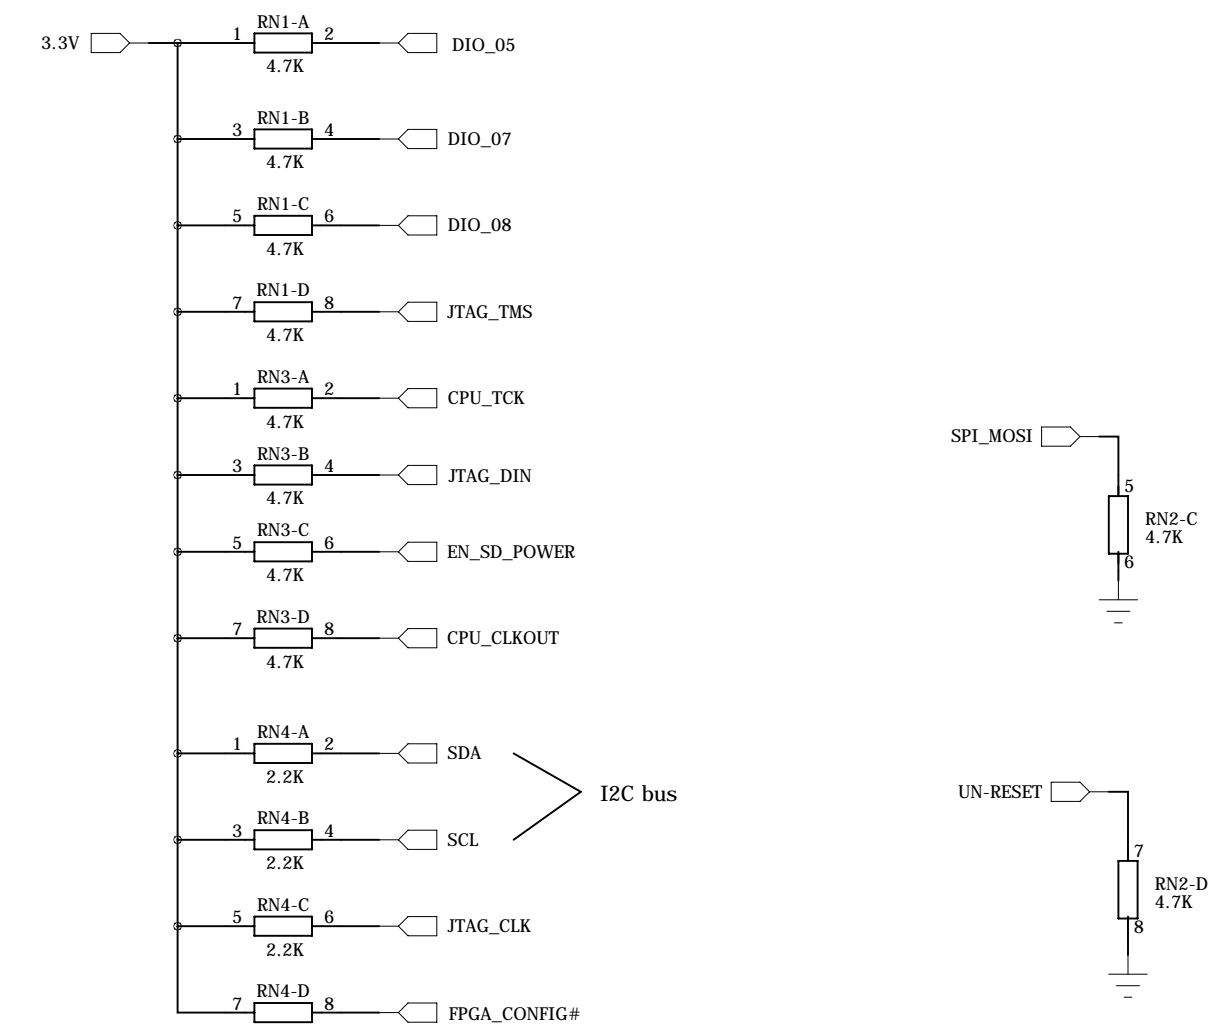 RN1-A
3.3V 1 2 DIO_05
4.7K
RN1-B
3 4 DIO_07
4.7K
RN1-C
5 6 DIO_08
4.7K
RN1-D
7 8 JTAG_TMS
4.7K
RN3-A
1 2 CPU_TCK
4.7K
RN3-B
3 4 JTAG_DIN
4.7K
RN3-C
5 6 EN_SD_POWER
4.7K
RN3-D
7 8 CPU_CLKOUT
4.7K
RN4-A
1 2 SDA
2.2K
I2C bus
RN4-B
3 4 SCL
2.2K
RN4-C
5 6 JTAG_CLK
2.2K
RN4-D
7 8 FPGA_CONFIG#
SPI_MOSI
5
RN2-C
4.7K
6
UN-RESET
7
RN2-D
4.7K
8